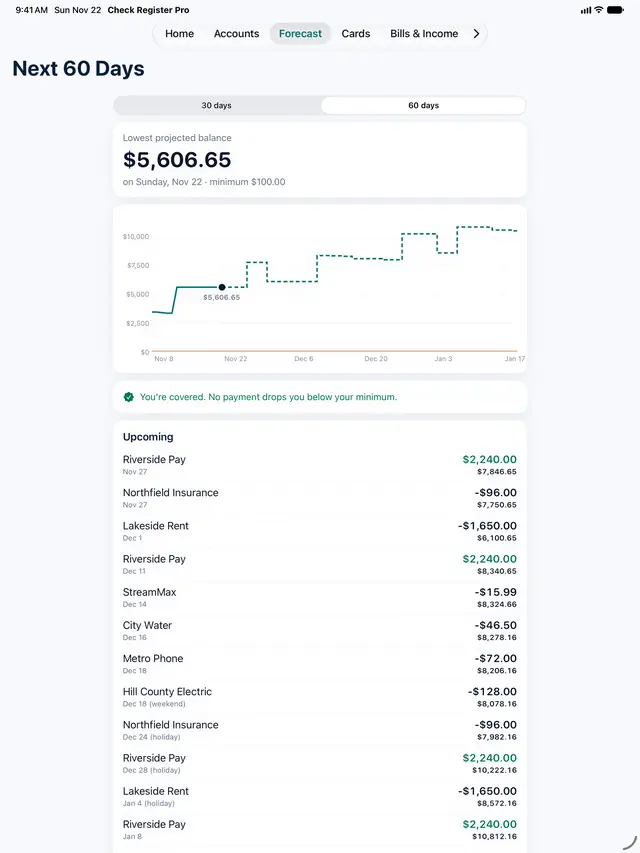 9:41 AM Sun Nov 22 Check Register Pro
Home Accounts Forecast Cards Bills & Income
Next 60 Days
30 days 60 days
Lowest projected balance
$5,606.65
on Sunday, Nov 22 · minimum $100.00
$10,000
$7,500
$5,000
$5,606.65
$2,500
$0
Nov 8 Nov 22 Dec 6 Dec 20 Jan 3 Jan 17
You're covered. No payment drops you below your minimum.
Upcoming
Riverside Pay $2,240.00
Nov 27 $7,846.65
Northfield Insurance -$96.00
Nov 27 $7,750.65
Lakeside Rent -$1,650.00
Dec 1 $6,100.65
Riverside Pay $2,240.00
Dec 11 $8,340.65
StreamMax -$15.99
Dec 14 $8,324.66
City Water -$46.50
Dec 16 $8,278.16
Metro Phone -$72.00
Dec 18 $8,206.16
Hill County Electric -$128.00
Dec 18 (weekend) $8,078.16
Northfield Insurance -$96.00
Dec 24 (holiday) $7,982.16
Riverside Pay $2,240.00
Dec 28 (holiday) $10,222.16
Lakeside Rent -$1,650.00
Jan 4 (holiday) $8,572.16
Riverside Pay $2,240.00
Jan 8 $10,812.16